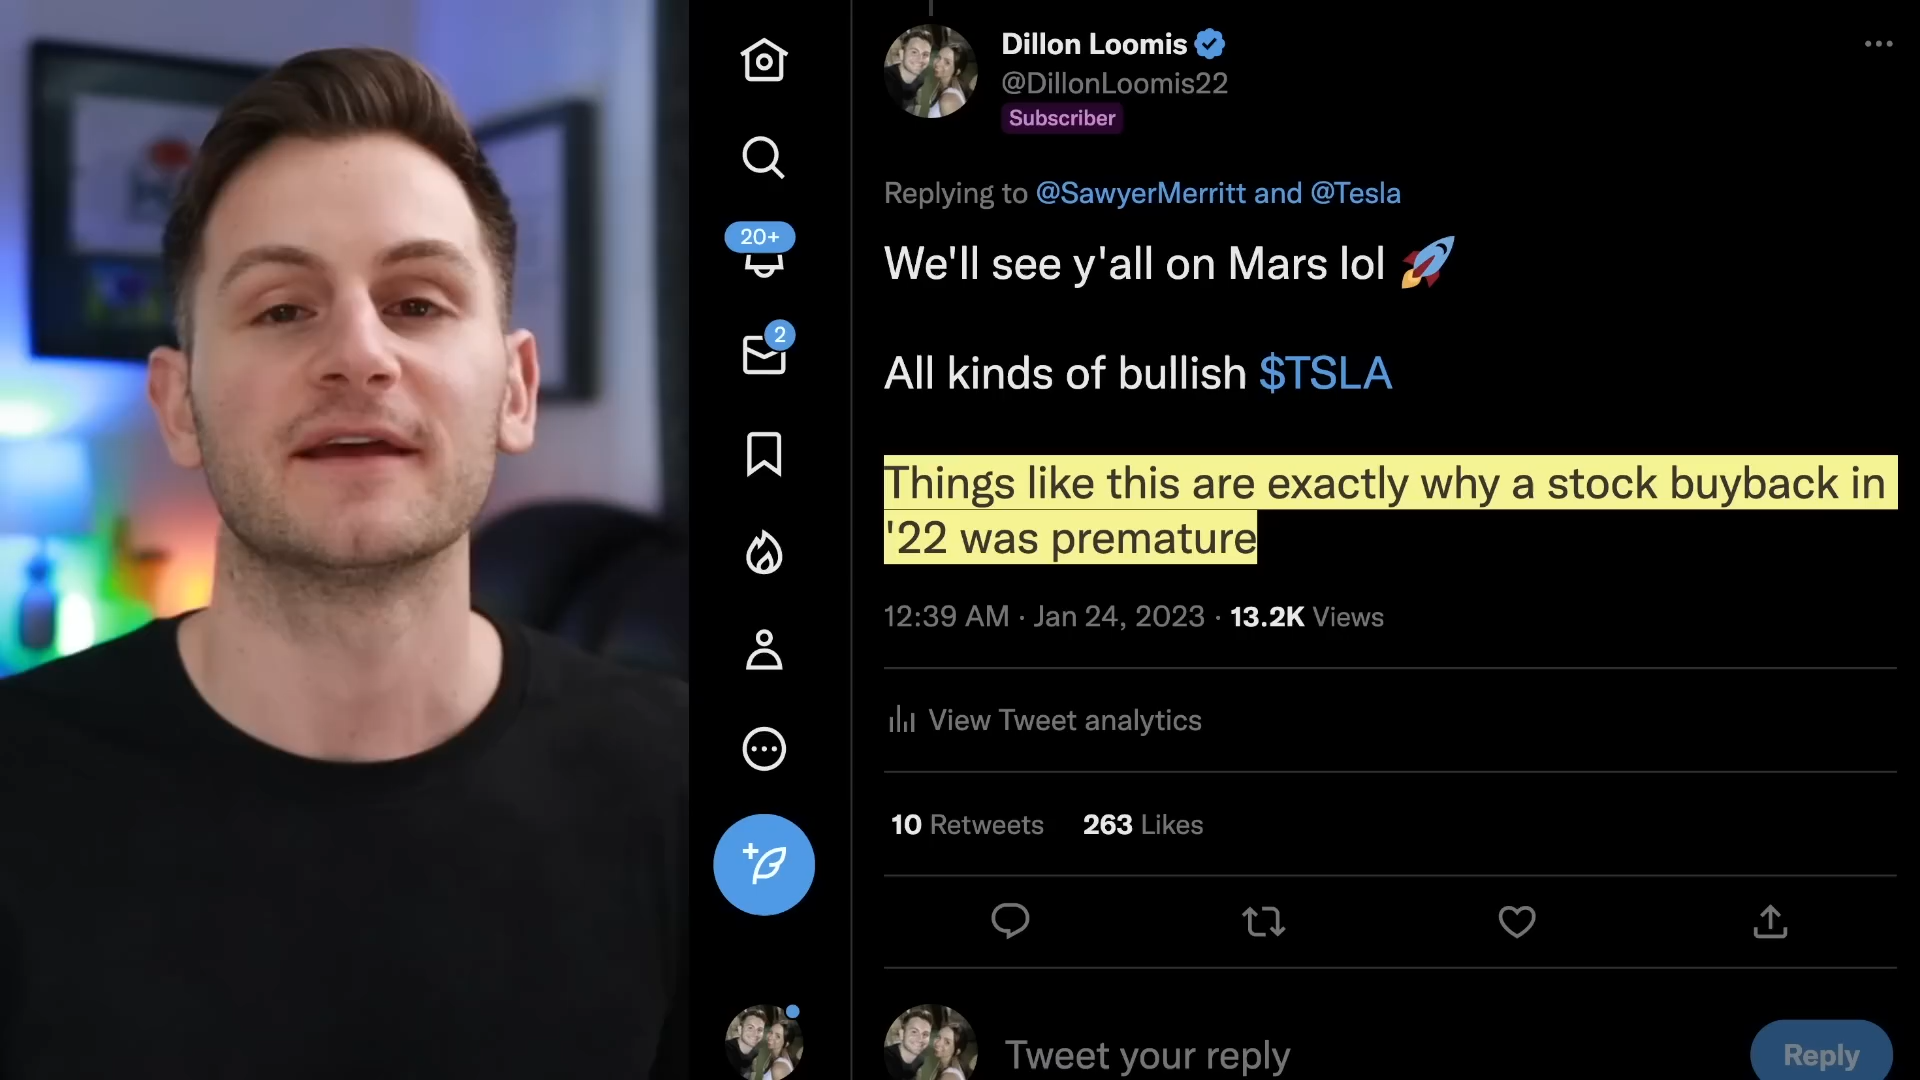 Dillon Loomis
@DillonLoomis22
Subscriber
Replying to @SawyerMerritt and @Tesla
We'll see y'all on Mars lol 🚀
All kinds of bullish $TSLA
Things like this are exactly why a stock buyback in
'22 was premature
12:39 AM · Jan 24, 2023 · 13.2K Views
View Tweet analytics
10 Retweets 263 Likes
Tweet your reply
Reply
20+
2